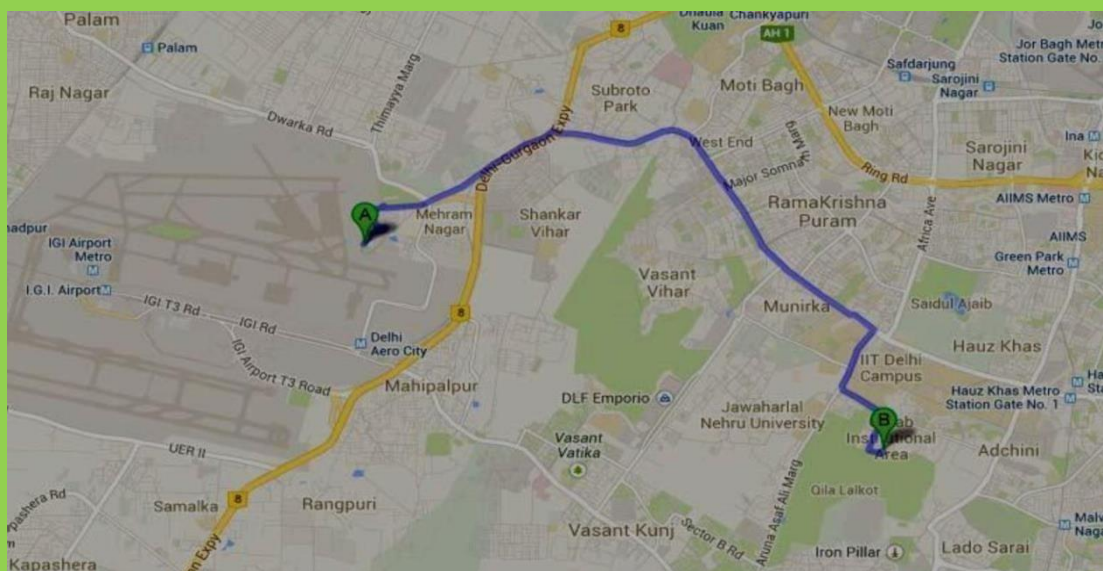 Palam
Palam
Raj Nagar
Dwarka Rd
Thimayya Marg
8
Dhaula
Kuan
Chankyapuri
AH 1
Subroto
Park
Moti Bagh
Safdarjung
Sarojini
Nagar
Jor Bagh Metro
Station Gate No.
New Moti
Bagh
Ina
Sarojini
Nagar
Ring Rd
West End
Major Somnath Marg
RamaKrishna
Puram
Africa Ave
AIIMS Metro
AIIMS
Green Park
Metro
Delhi-Gurgaon Expy
A
Mehram
Nagar
Shankar
Vihar
IGI Airport
Metro
I.G.I. Airport
IGI T3 Rd
IGI Rd
IGI Airport T3 Road
Delhi
Aero City
8
Mahipalpur
Vasant
Vihar
Munirka
Saidul Ajaib
Hauz Khas
IIT Delhi
Campus
Hauz Khas Metro
Station Gate No. 1
DLF Emporio
Jawaharlal
Nehru University
B
Institutional
Area
Adchini
Vasant
Vatika
UER II
Samalka
8
Rangpuri
Qila Lalkot
Aruna Asaf Ali Marg
Vasant Kunj
Sector B Rd
Iron Pillar
Lado Sarai
Kapashera
Expy